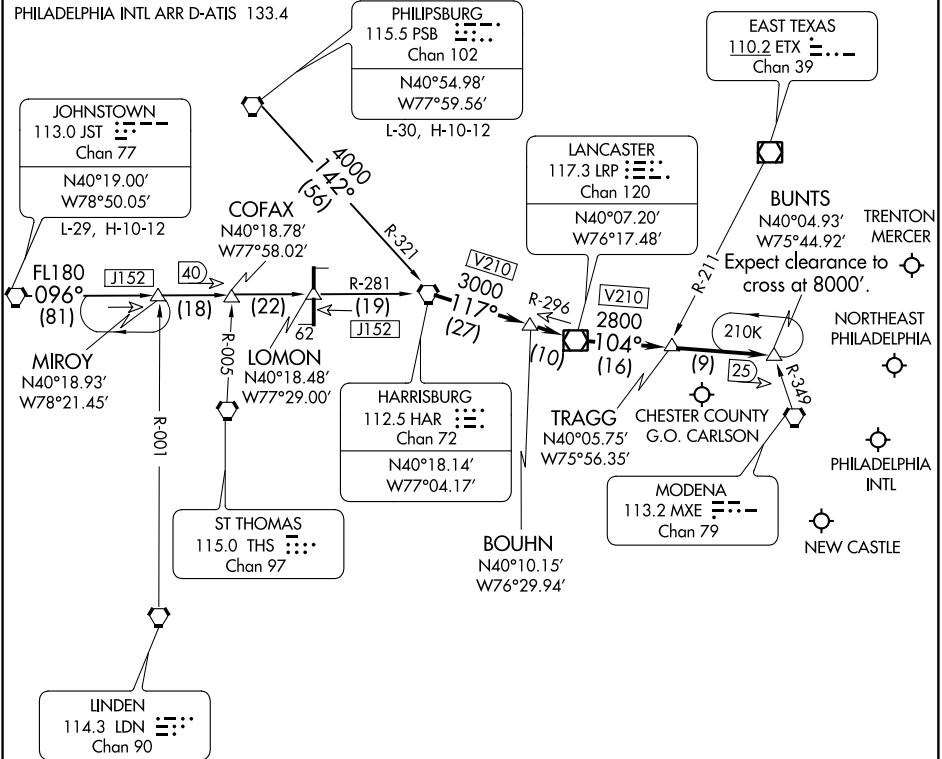 PHILADELPHIA INTL ARR D-ATIS 133.4
PHILIPSBURG
115.5 PSB
Chan 102
N40°54.98'
W77°59.56'
L-30, H-10-12
EAST TEXAS
110.2 ETX
Chan 39
JOHNSTOWN
113.0 JST
Chan 77
N40°19.00'
W78°50.05'
L-29, H-10-12
LANCASTER
117.3 LRP
Chan 120
N40°07.20'
W76°17.48'
4000
142°
(56)
R-321
COFAX
N40°18.78'
W77°58.02'
BUNTS
N40°04.93'
W75°44.92'
Expect clearance to
cross at 8000'.
TRENTON
MERCER
FL180
096°
(81)
J152
(18)
40
(22)
R-281
(19)
J152
62
V210
3000
117°
(27)
R-296
(10)
V210
2800
104°
(16)
R-211
(9)
210K
25
R-349
NORTHEAST
PHILADELPHIA
MIROY
N40°18.93'
W78°21.45'
R-005
LOMON
N40°18.48'
W77°29.00'
HARRISBURG
112.5 HAR
Chan 72
N40°18.14'
W77°04.17'
TRAGG
N40°05.75'
W75°56.35'
CHESTER COUNTY
G.O. CARLSON
PHILADELPHIA
INTL
R-001
ST THOMAS
115.0 THS
Chan 97
BOUHN
N40°10.15'
W76°29.94'
MODENA
113.2 MXE
Chan 79
NEW CASTLE
LINDEN
114.3 LDN
Chan 90